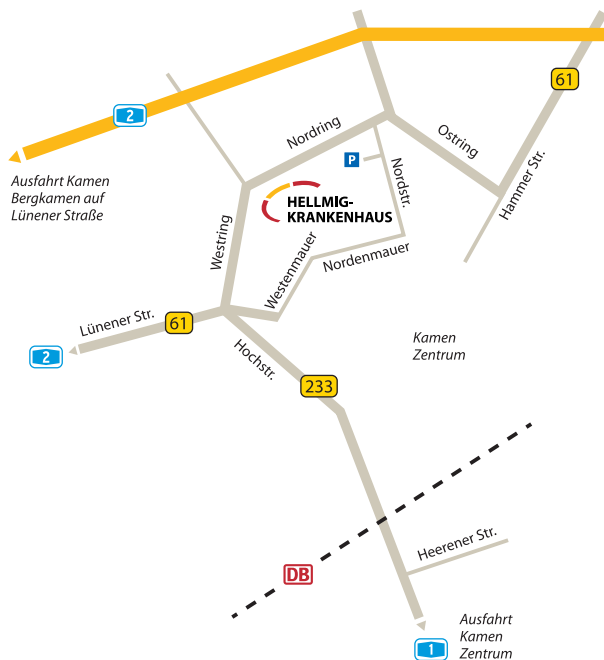 61
2
Nordring
Ostring
P
Hammer Str.
Nordstr.
Ausfahrt Kamen
Bergkamen auf
Lünener Straße
HELLMIG-
KRANKENHAUS
Westring
Westenmauer
Nordenmauer
Lünener Str.
61
2
Hochstr.
Kamen
Zentrum
233
Heerener Str.
DB
Ausfahrt
Kamen
Zentrum
1